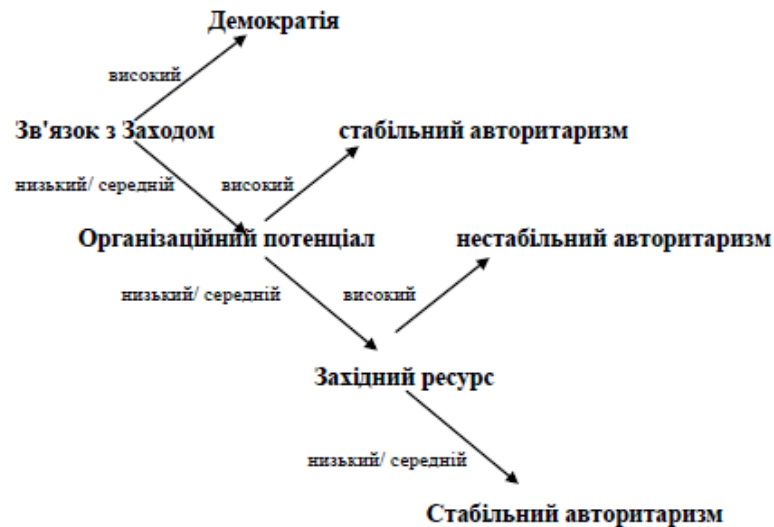 Демократія
високий
Зв'язок з Заходом
стабільний авторитаризм
низький/ середній
високий
Організаційний потенціал
нестабільний авторитаризм
низький/ середній
високий
Західний ресурс
низький/ середній
Стабільний авторитаризм